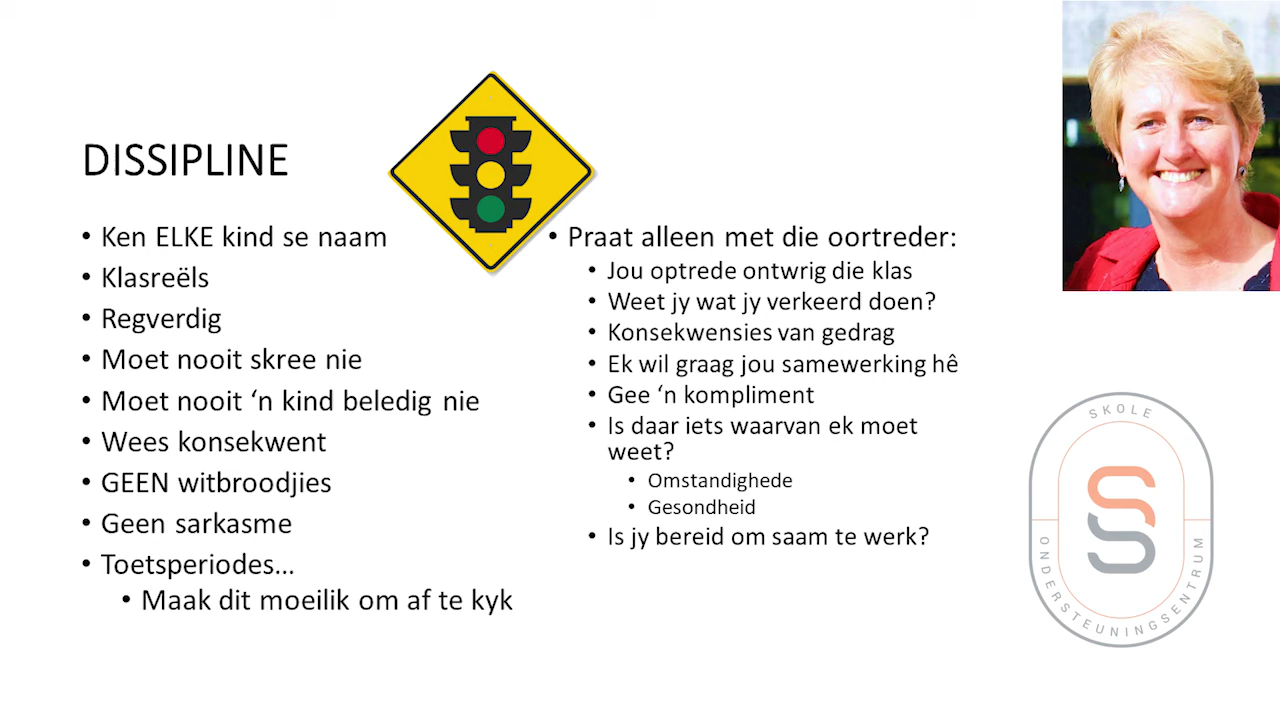 DISSIPLINE
• Ken ELKE kind se naam
• Klasreëls
• Regverdig
• Moet nooit skree nie
• Moet nooit ‘n kind beledig nie
• Wees konsekwent
• GEEN witbroodjies
• Geen sarkasme
• Toetsperiodes...
• Maak dit moeilik om af te kyk
• Praat alleen met die oortreder:
• Jou optrede ontwrig die klas
• Weet jy wat jy verkeerd doen?
• Konsekwensies van gedrag
• Ek wil graag jou samewerking hê
• Gee ‘n kompliment
• Is daar iets waarvan ek moet
weet?
• Omstandighede
• Gesondheid
• Is jy bereid om saam te werk?
SKOLE
SS
ONDERSTEUNINGSENTRUM